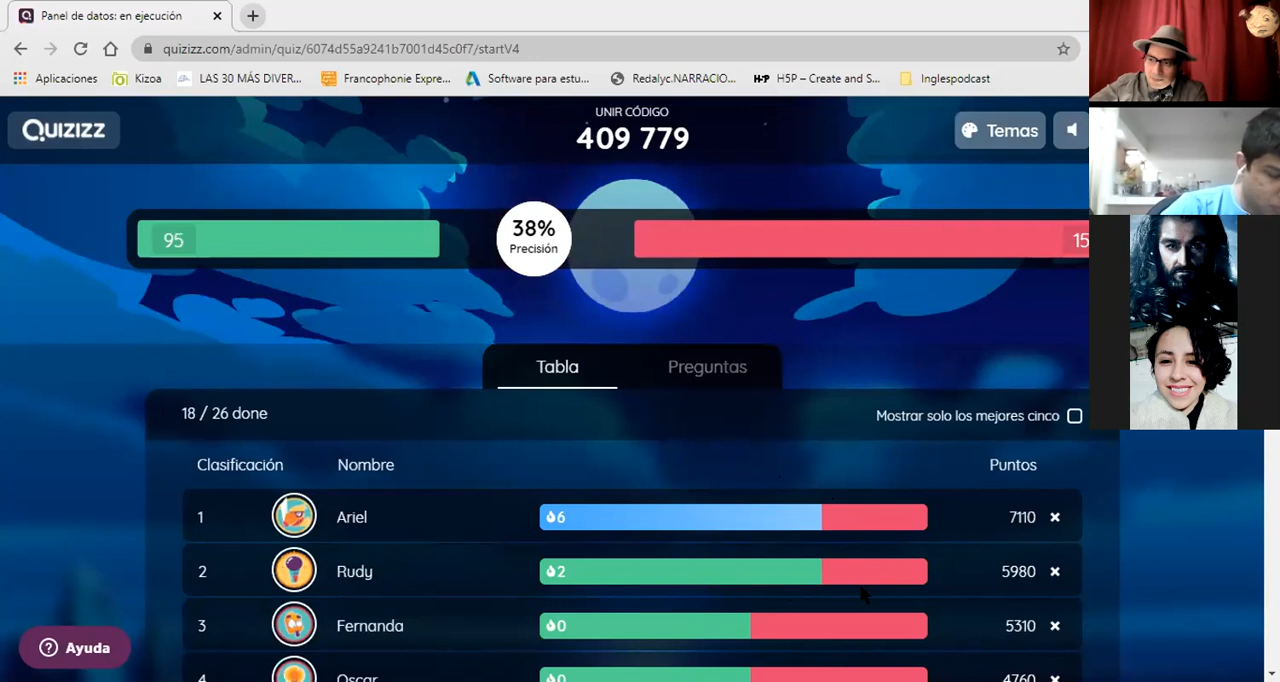 Panel de datos: en ejecución
quizizz.com/admin/quiz/6074d55a9241b7001d45c0f7/startV4
Aplicaciones
Kizoa
LAS 30 MÁS DIVER...
Francophonie Expre...
Software para estu...
Redalyc.NARRACIO...
H5P – Create and S...
Inglespodcast
QUIZIZZ
UNIR CÓDIGO
409 779
Temas
95
38%
Precisión
15
Tabla
Preguntas
18 / 26 done
Mostrar solo los mejores cinco
Clasificación Nombre Puntos
1 Ariel 6 7110
2 Rudy 2 5980
3 Fernanda 0 5310
4 Oscar 0 4760
Ayuda